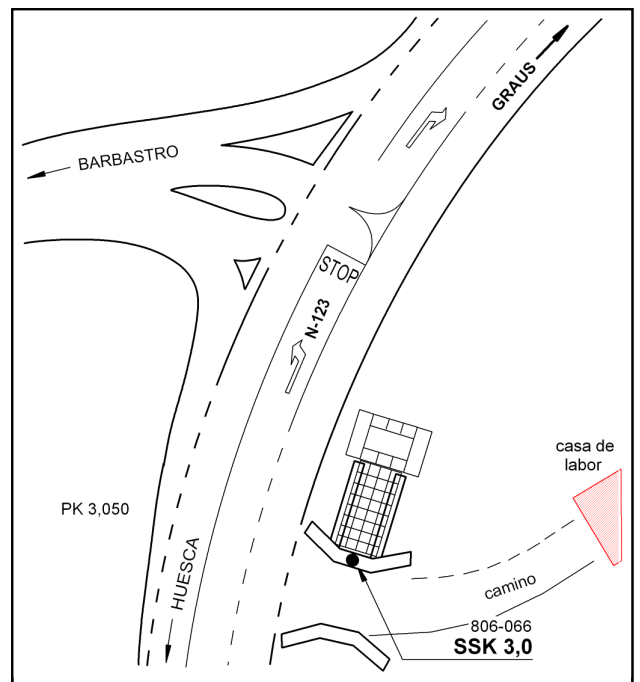 GRAUS
BARBASTRO
STOP
N-123
casa de
labor
PK 3,050
HUESCA
camino
806-066
SSK 3,0